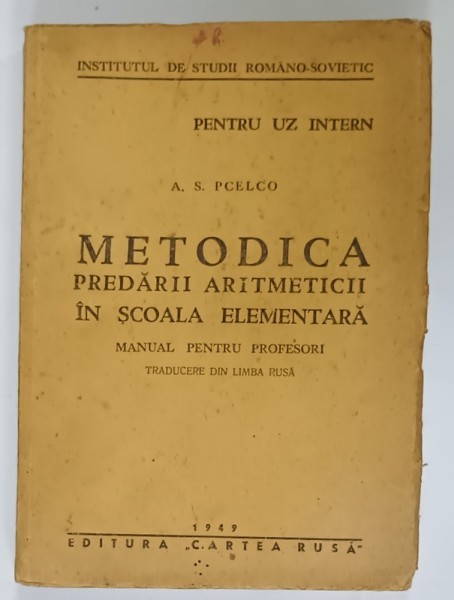 INSTITUTUL DE STUDII ROMÂNO-SOVIETIC
PENTRU UZ INTERN
A. S. PCELCO
METODICA
PREDĂRII ARITMETICII
ÎN ȘCOALA ELEMENTARĂ
MANUAL PENTRU PROFESORI
TRADUCERE DIN LIMBA RUSĂ
1949
EDITURA „CARTEA RUSĂ"